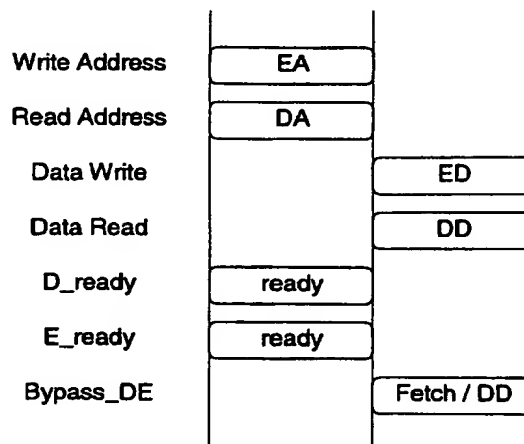 Write Address EA
Read Address DA
Data Write ED
Data Read DD
D_ready ready
E_ready ready
Bypass_DE Fetch / DD